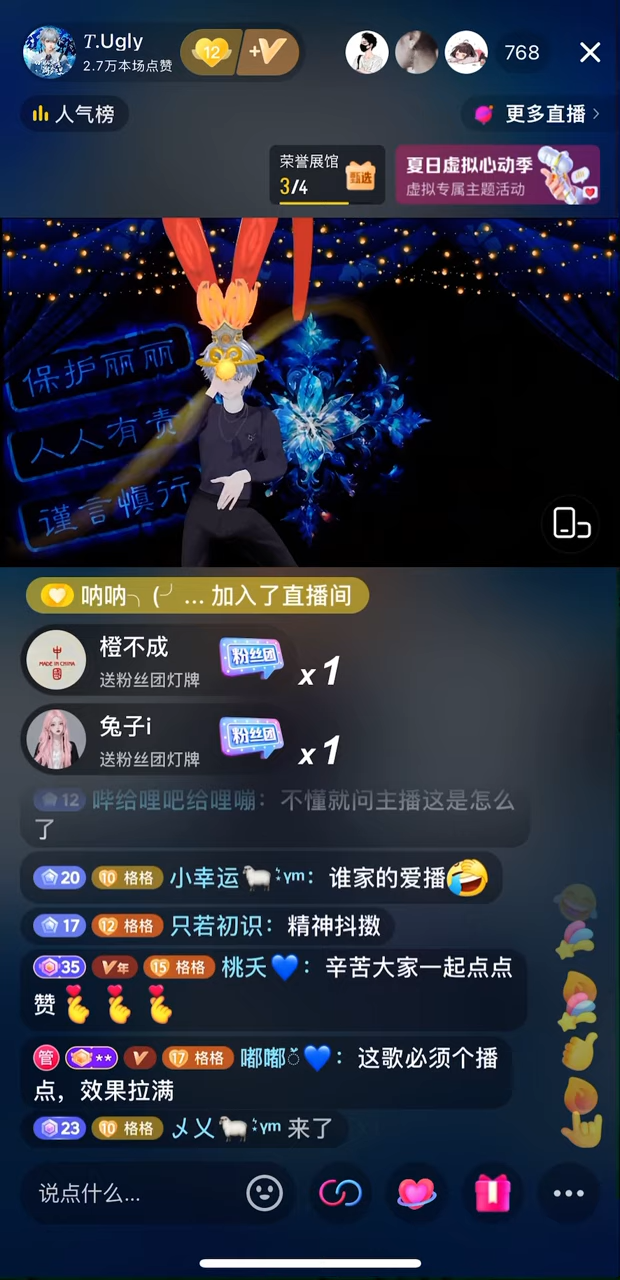 T.Ugly
2.7万本场点赞
12
+V
768
人气榜
更多直播
荣誉展馆
3/4
甄选
夏日虚拟心动季
虚拟专属主题活动
保护丽丽
人人有责
谨言慎行
呐呐╮(╯... 加入了直播间
橙不成
送粉丝团灯牌
粉丝团
x1
中
MADE IN CHINA
国
兔子i
送粉丝团灯牌
粉丝团
x1
12 哔给哩吧给哩嘣：不懂就问主播这是怎么
了
20 10 格格 小幸运🐑ꔷ҉ʸᵐ：谁家的爱播🤣
17 12 格格 只若初识：精神抖擞
35 V年 15 格格 桃夭💙：辛苦大家一起点点
赞
管 ** V 17 格格 嘟嘟💙：这歌必须个播
点，效果拉满
23 10 格格 メ义🐑ʸᵐ 来了
说点什么...